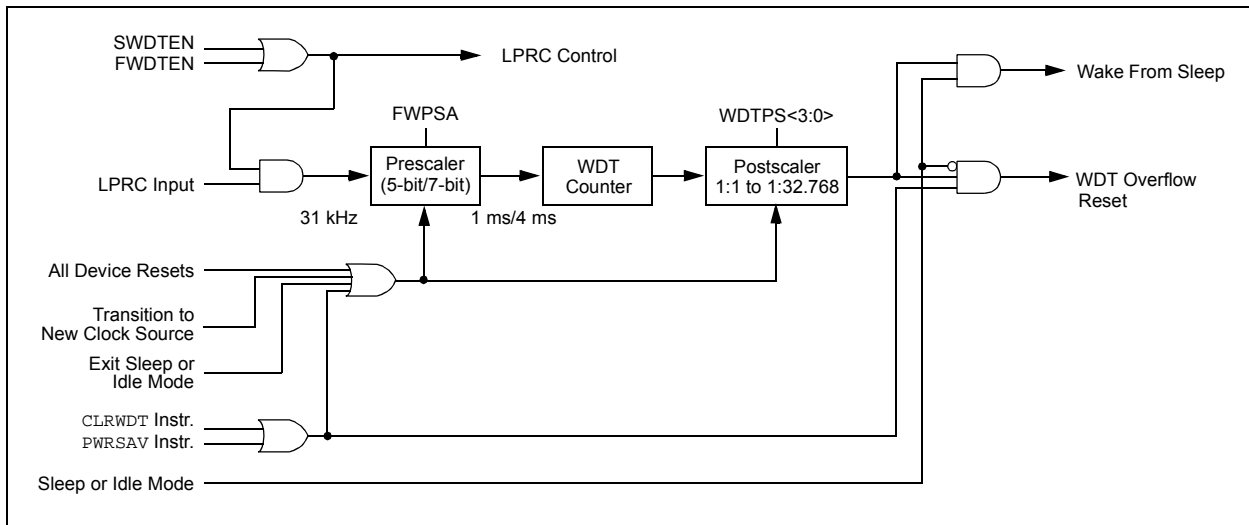 SWDTEN
FWDTEN
LPRC Control
Wake From Sleep
FWPSA
WDTPS<3:0>
LPRC Input
Prescaler
(5-bit/7-bit)
WDT
Counter
Postscaler
1:1 to 1:32.768
WDT Overflow
Reset
31 kHz
1 ms/4 ms
All Device Resets
Transition to
New Clock Source
Exit Sleep or
Idle Mode
CLRWDT Instr.
PWRSAV Instr.
Sleep or Idle Mode